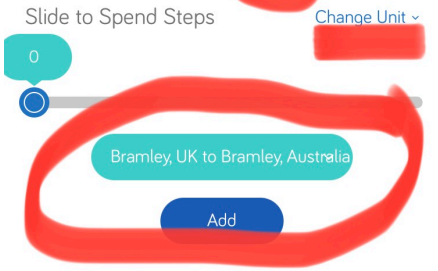 Slide to Spend Steps
Change Unit
0
Bramley, UK to Bramley, Australia
Add